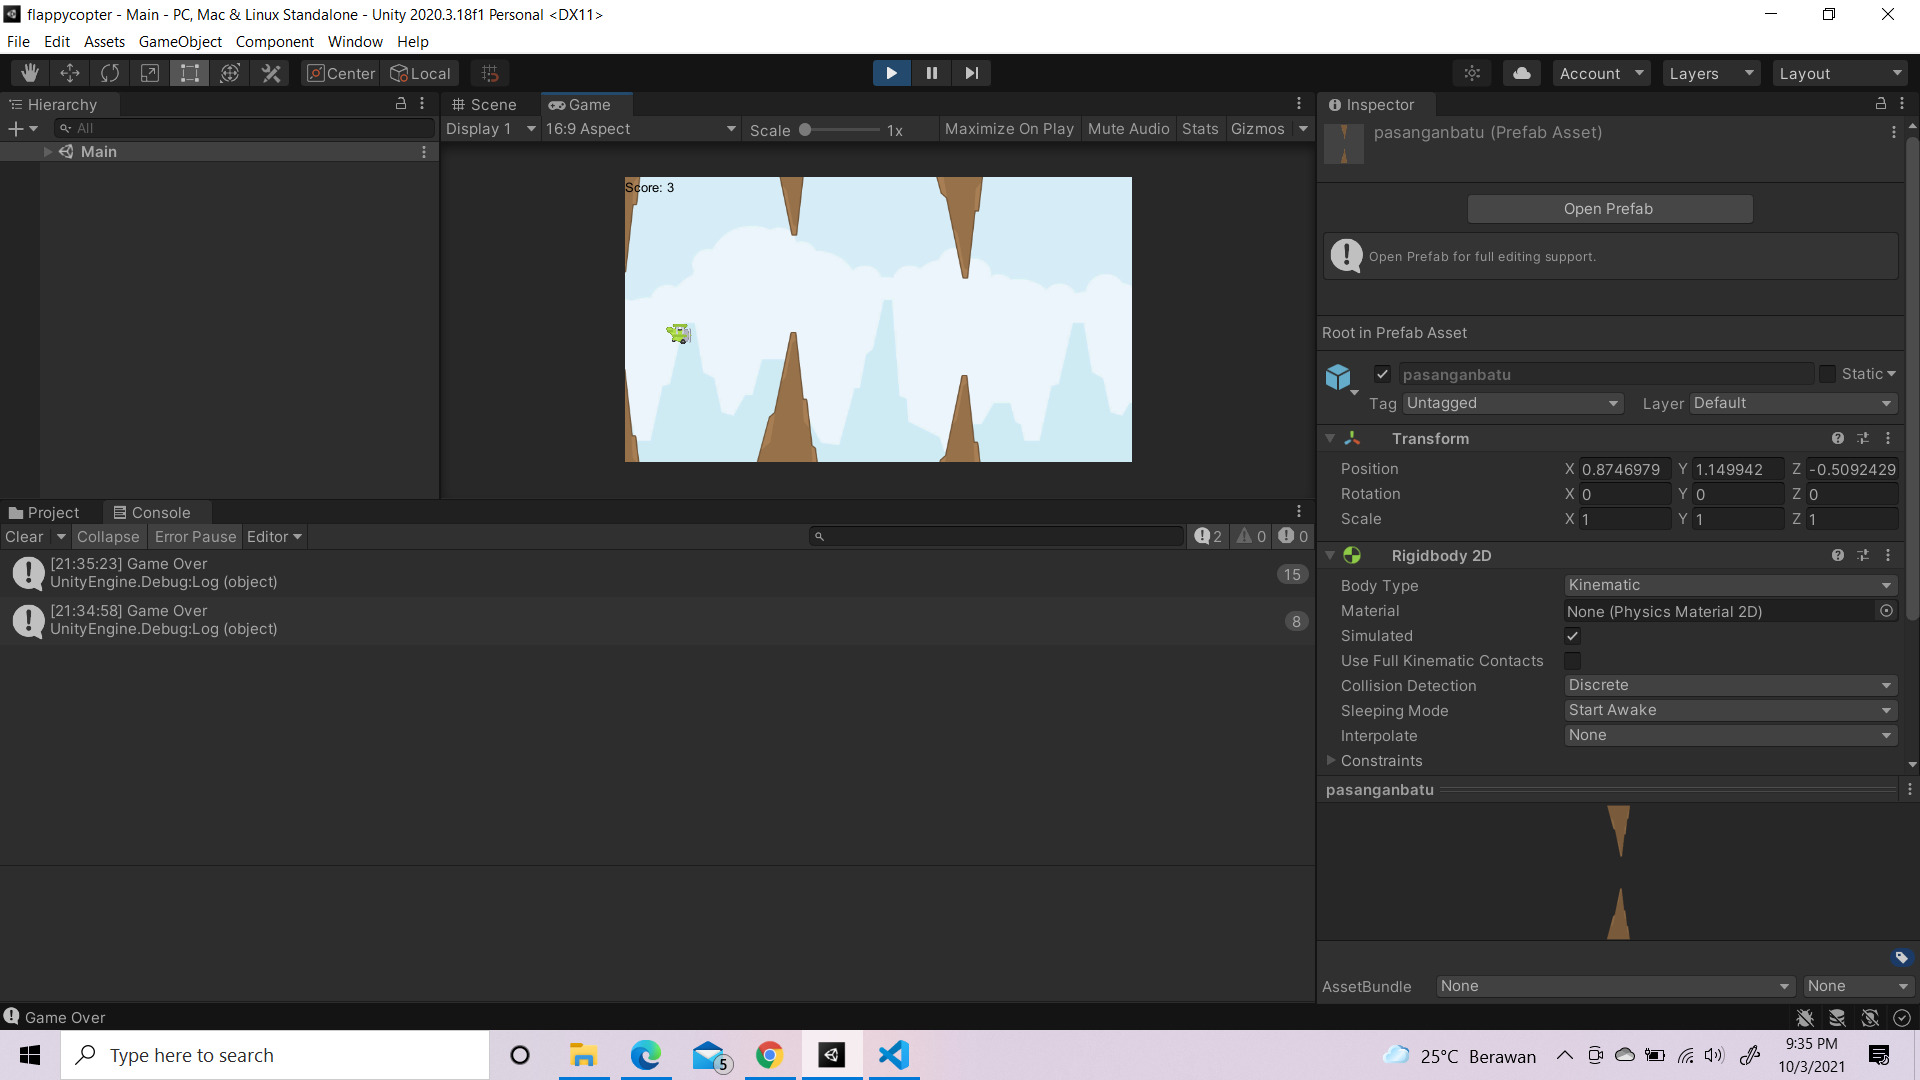 flappycopter - Main - PC, Mac & Linux Standalone - Unity 2020.3.18f1 Personal <DX11>
File Edit Assets GameObject Component Window Help
Center Local Account Layers Layout
Hierarchy
All
Main
Scene Game
Display 1 16:9 Aspect Scale 1x Maximize On Play Mute Audio Stats Gizmos
Score: 3
Project Console
Clear Collapse Error Pause Editor 2 0 0
[21:35:23] Game Over
UnityEngine.Debug:Log (object)
15
[21:34:58] Game Over
UnityEngine.Debug:Log (object)
8
Inspector
pasanganbatu (Prefab Asset)
Open Prefab
Open Prefab for full editing support.
Root in Prefab Asset
pasanganbatu Static
Tag Untagged Layer Default
Transform
Position X 0.8746979 Y 1.149942 Z -0.5092429
Rotation X 0 Y 0 Z 0
Scale X 1 Y 1 Z 1
Rigidbody 2D
Body Type Kinematic
Material None (Physics Material 2D)
Simulated
Use Full Kinematic Contacts
Collision Detection Discrete
Sleeping Mode Start Awake
Interpolate None
Constraints
pasanganbatu
AssetBundle None None
Game Over
Type here to search
5
25°C Berawan
9:35 PM
10/3/2021